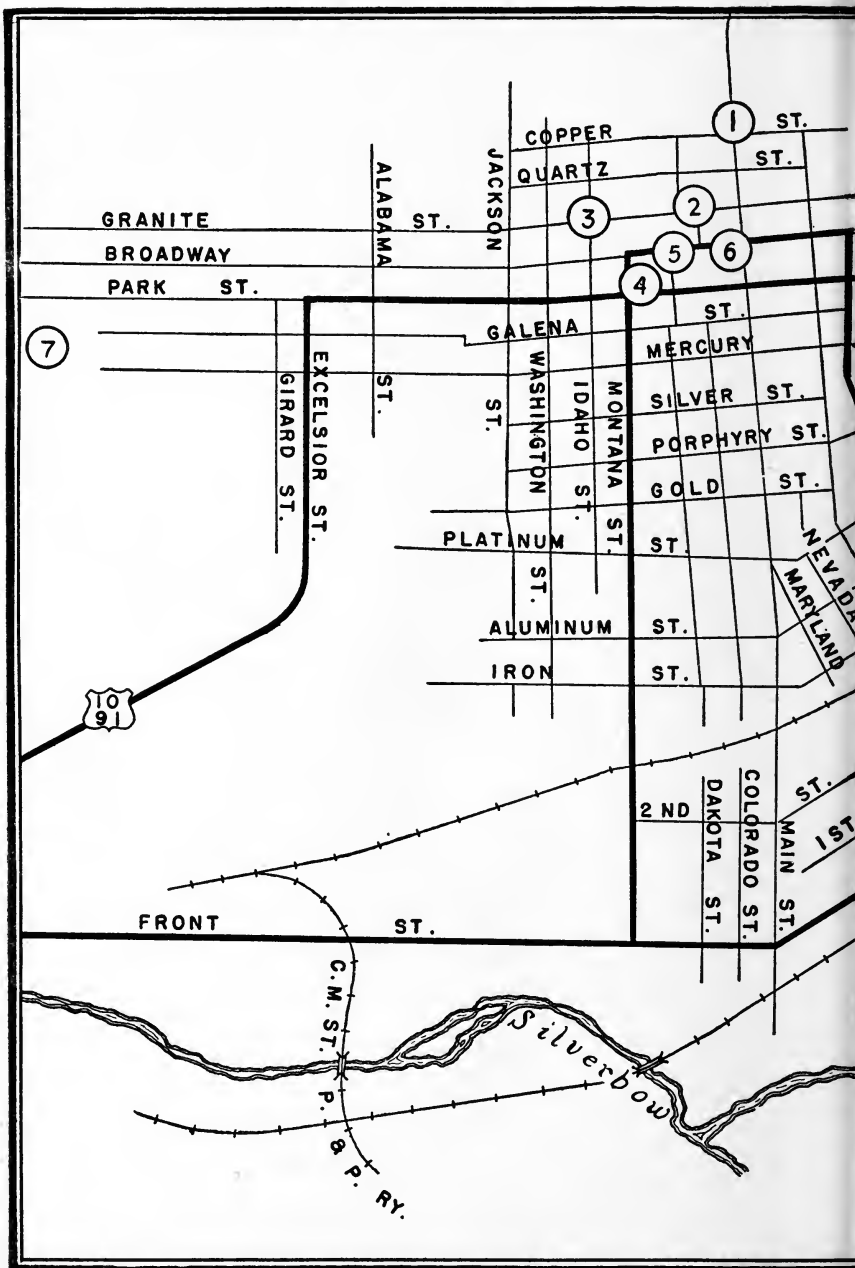 1
COPPER ST.
JACKSON ST.
QUARTZ ST.
ALABAMA ST.
2
3
GRANITE ST.
BROADWAY
5
6
4
PARK ST.
GALENA ST.
7
MERCURY
EXCELSIOR ST.
GIRARD ST.
WASHINGTON ST.
IDAHO ST.
MONTANA ST.
SILVER ST.
PORPHYRY ST.
GOLD ST.
PLATINUM ST.
NEVADA
MARYLAND
ALUMINUM ST.
IRON ST.
10
91
2 ND ST.
DAKOTA ST.
COLORADO ST.
MAIN ST.
1 ST
FRONT ST.
C. M. ST. P. & P. RY.
Silverbow